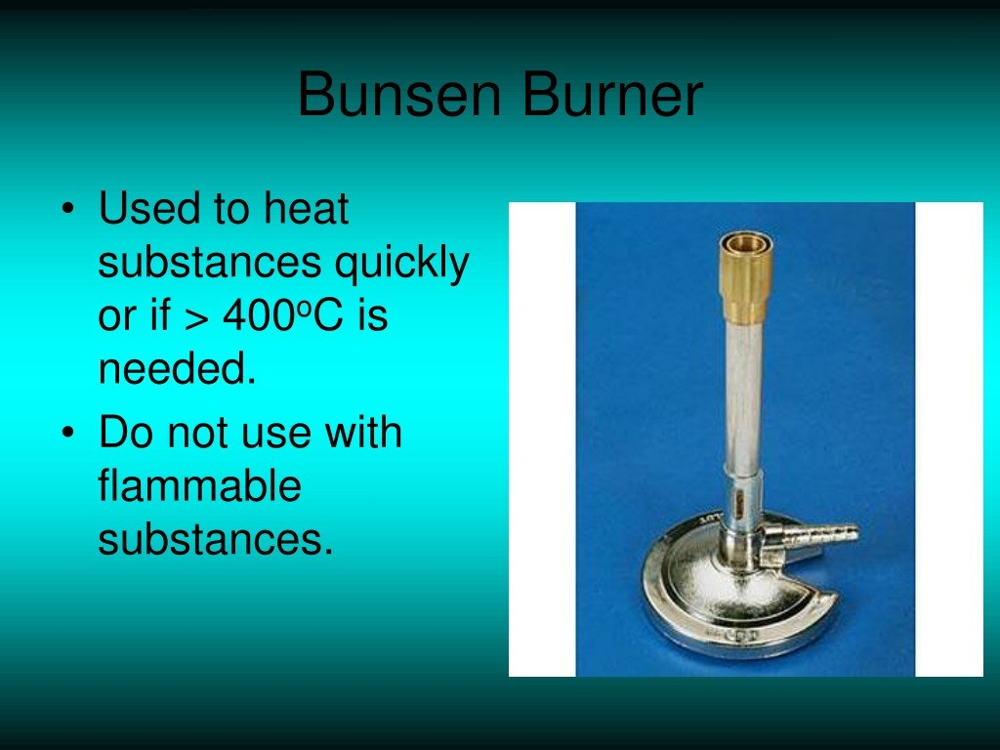 Bunsen Burner
• Used to heat
substances quickly
or if > 400ºC is
needed.
• Do not use with
flammable
substances.